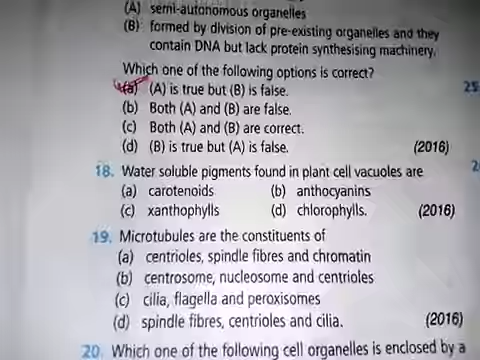 (A) semi-autonomous organelles
(B) formed by division of pre-existing organelles and they
contain DNA but lack protein synthesising machinery.
Which one of the following options is correct?
(a) (A) is true but (B) is false.
25
(b) Both (A) and (B) are false.
(c) Both (A) and (B) are correct.
(d) (B) is true but (A) is false. (2016)
18. Water soluble pigments found in plant cell vacuoles are
(a) carotenoids (b) anthocyanins
(c) xanthophylls (d) chlorophylls. (2016)
19. Microtubules are the constituents of
(a) centrioles, spindle fibres and chromatin
(b) centrosome, nucleosome and centrioles
(c) cilia, flagella and peroxisomes
(d) spindle fibres, centrioles and cilia. (2016)
20. Which one of the following cell organelles is enclosed by a